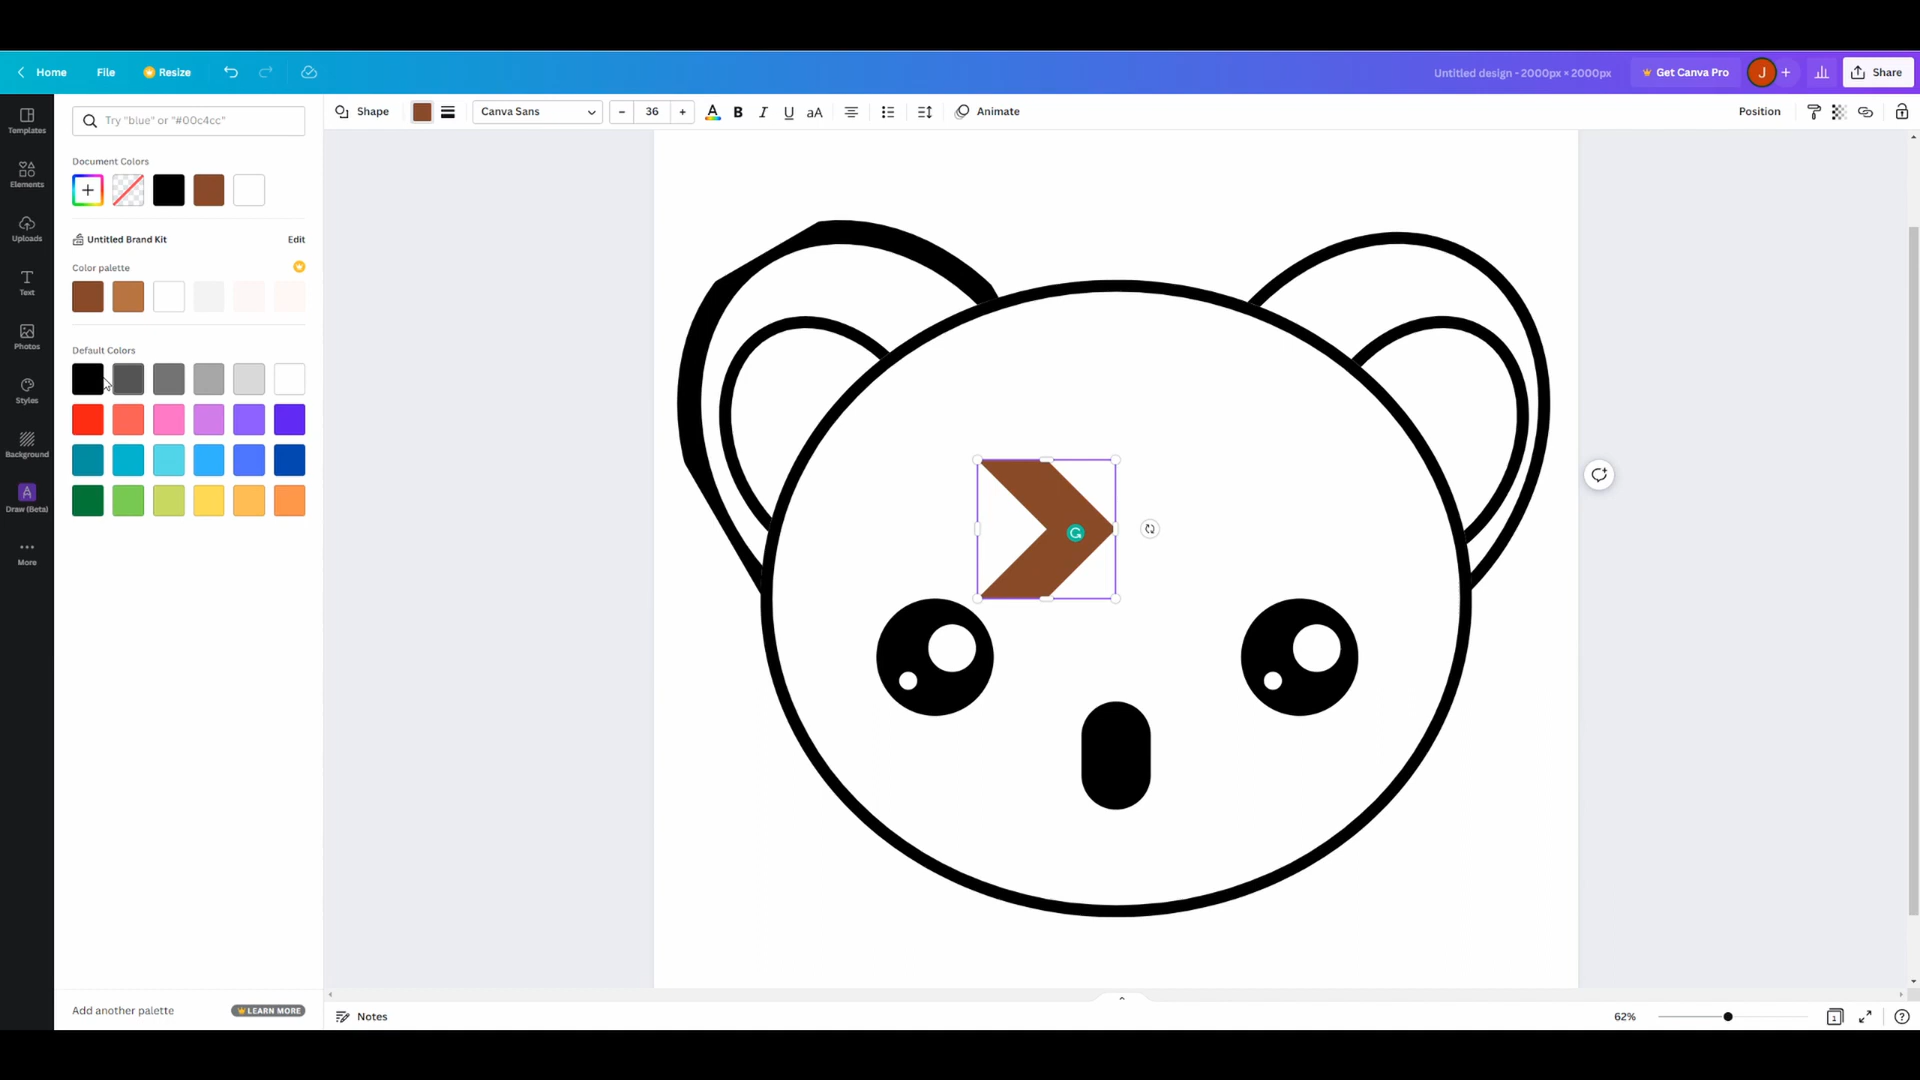 Home File Resize Untitled design - 2000px × 2000px Get Canva Pro J + Share
Templates
Elements
Uploads
Text
Photos
Styles
Background
Draw (Beta)
More
Try "blue" or "#00c4cc"
Document Colors
Untitled Brand Kit Edit
Color palette
Default Colors
Add another palette LEARN MORE
Shape Canva Sans – 36 + A B I U aA Animate Position
Notes 62% 1 ?